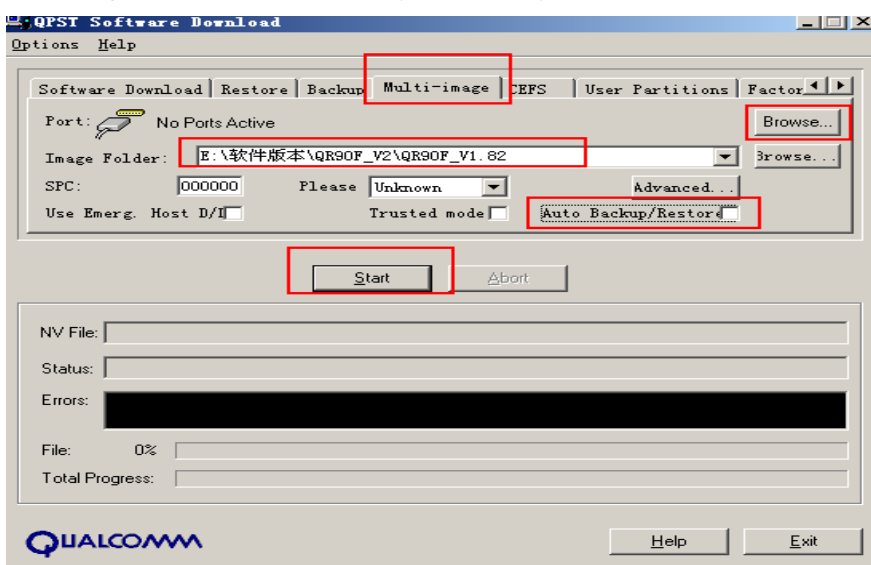 QPST Software Download
Options Help
Software Download Restore Backup Multi-image CEFS User Partitions Factor
Port: No Ports Active Browse...
Image Folder: E:\软件版本\QR90F_V2\QR90F_V1.82 Browse...
SPC: 000000 Please Unknown Advanced...
Use Emerg. Host D/I Trusted mode Auto Backup/Restore
Start Abort
NV File:
Status:
Errors:
File: 0%
Total Progress:
QUALCOMM Help Exit